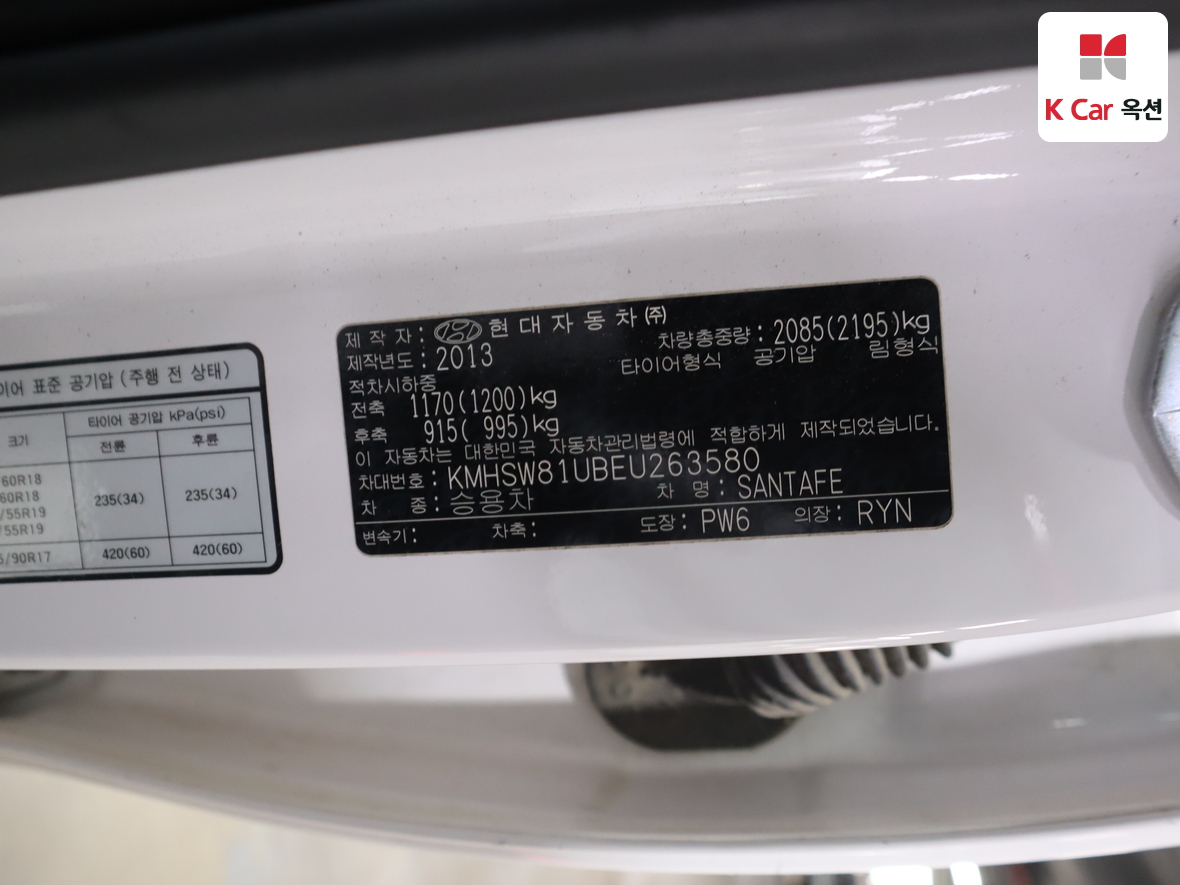 K Car 옥션
제 작 자 : 현 대 자 동 차 ㈜
제작년도 : 2013
차량총중량 : 2085(2195)kg
타이어형식 공기압 림형식
적차시하중
전축 1170(1200)kg
후축 915( 995)kg
이 자동차는 대한민국 자동차관리법령에 적합하게 제작되었습니다.
차대번호 : KMHSW81UBEU263580
차 종 : 승용차 차 명 : SANTAFE
변속기 : 차축 : 도장 : PW6 의장 : RYN
표준 공기압 (주행 전 상태)
크기 타이어 공기압 kPa(psi)
전륜 후륜
60R18
60R18
/55R19
/55R19
235(34) 235(34)
/90R17 420(60) 420(60)